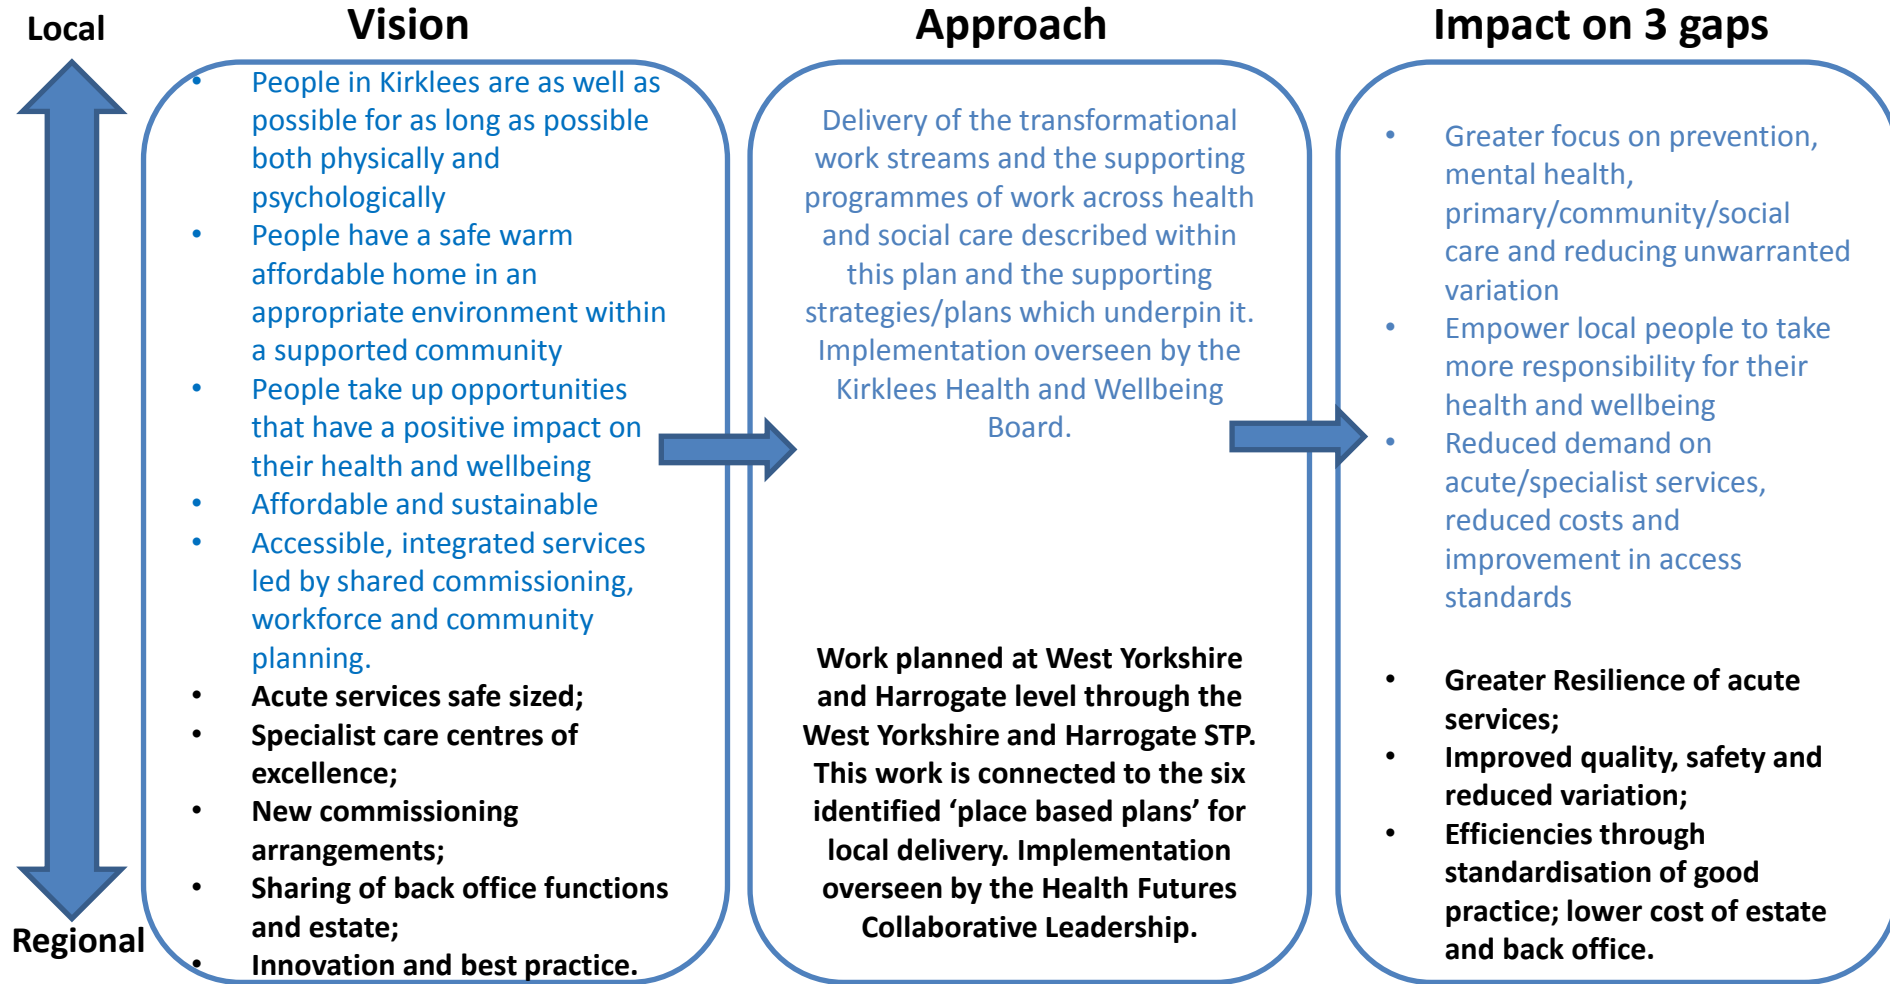 Local
Vision
Approach
Impact on 3 gaps
• People in Kirklees are as well as
possible for as long as possible
both physically and
psychologically
• People have a safe warm
affordable home in an
appropriate environment within
a supported community
• People take up opportunities
that have a positive impact on
their health and wellbeing
• Affordable and sustainable
• Accessible, integrated services
led by shared commissioning,
workforce and community
planning.
• Acute services safe sized;
• Specialist care centres of
excellence;
• New commissioning
arrangements;
• Sharing of back office functions
and estate;
• Innovation and best practice.
Delivery of the transformational
work streams and the supporting
programmes of work across health
and social care described within
this plan and the supporting
strategies/plans which underpin it.
Implementation overseen by the
Kirklees Health and Wellbeing
Board.
Work planned at West Yorkshire
and Harrogate level through the
West Yorkshire and Harrogate STP.
This work is connected to the six
identified ‘place based plans’ for
local delivery. Implementation
overseen by the Health Futures
Collaborative Leadership.
• Greater focus on prevention,
mental health,
primary/community/social
care and reducing unwarranted
variation
• Empower local people to take
more responsibility for their
health and wellbeing
• Reduced demand on
acute/specialist services,
reduced costs and
improvement in access
standards
• Greater Resilience of acute
services;
• Improved quality, safety and
reduced variation;
• Efficiencies through
standardisation of good
practice; lower cost of estate
and back office.
Regional